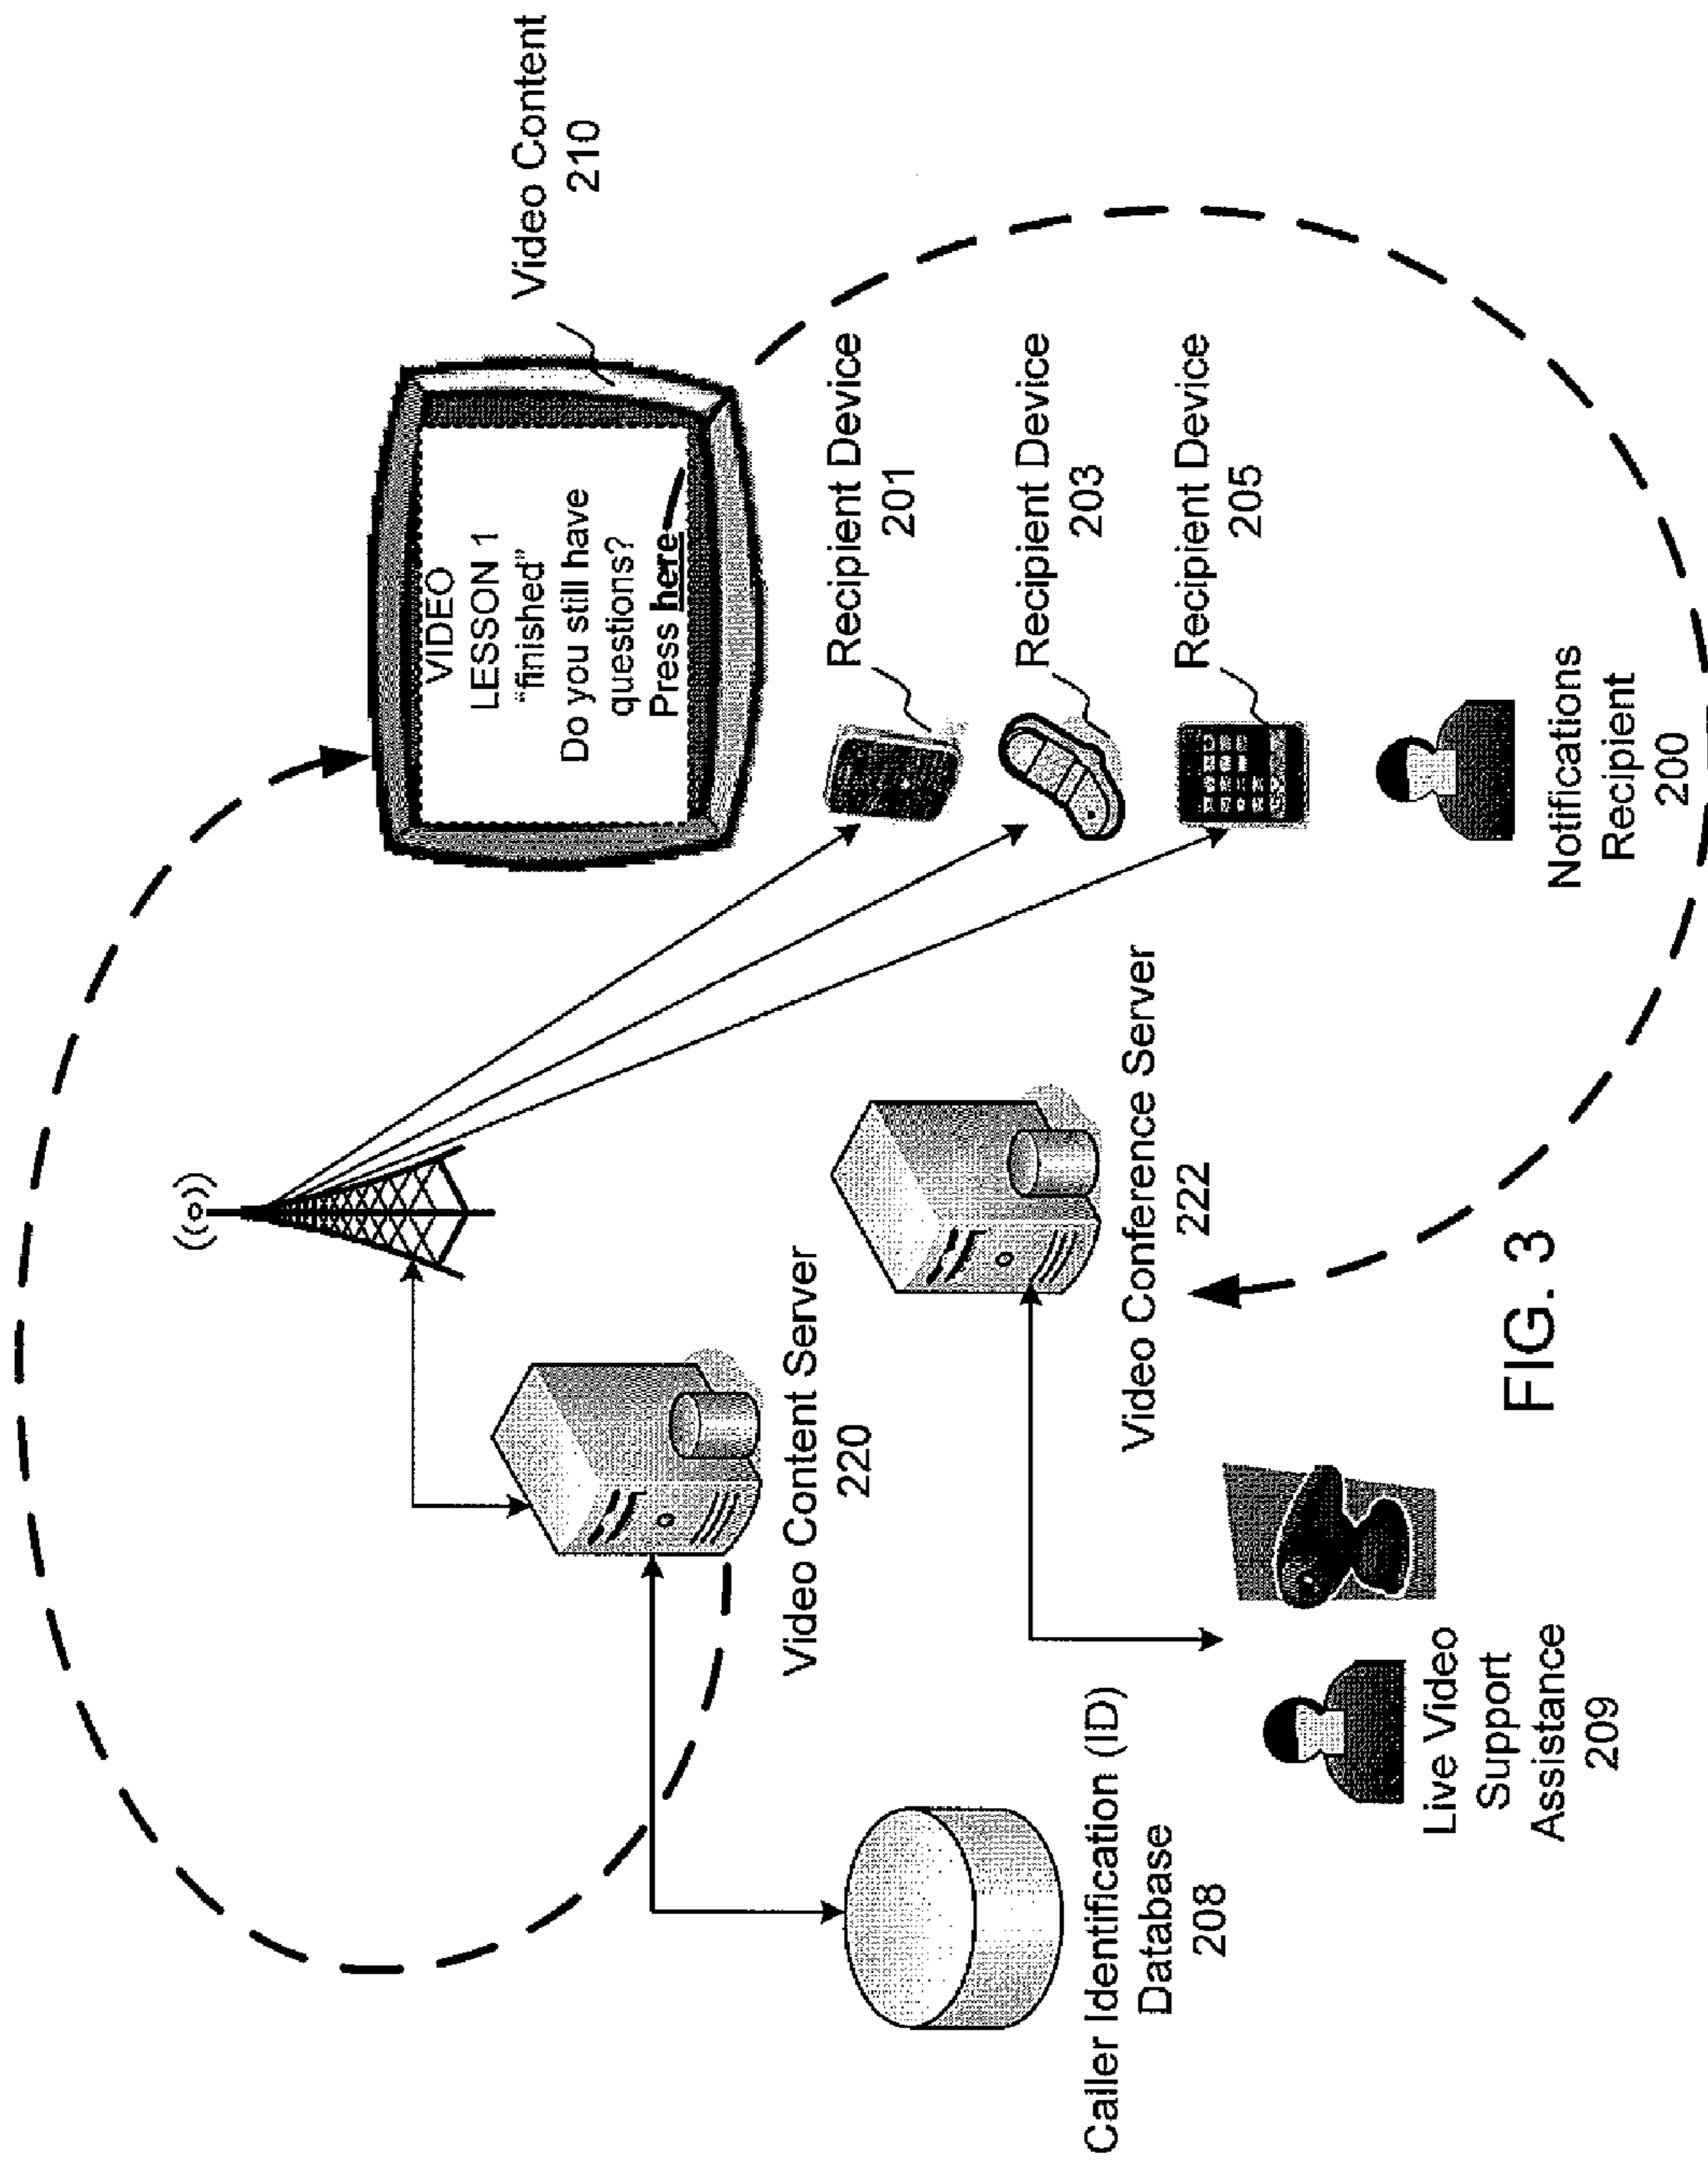 Video Content
210
VIDEO
LESSON 1
"finished"
Do you still have
questions?
Press here
Recipient Device
201
Recipient Device
203
Recipient Device
205
Notifications
Recipient
200
Video Content Server
220
Video Conference Server
222
Caller Identification (ID)
Database
208
Live Video
Support
Assistance
209
FIG. 3